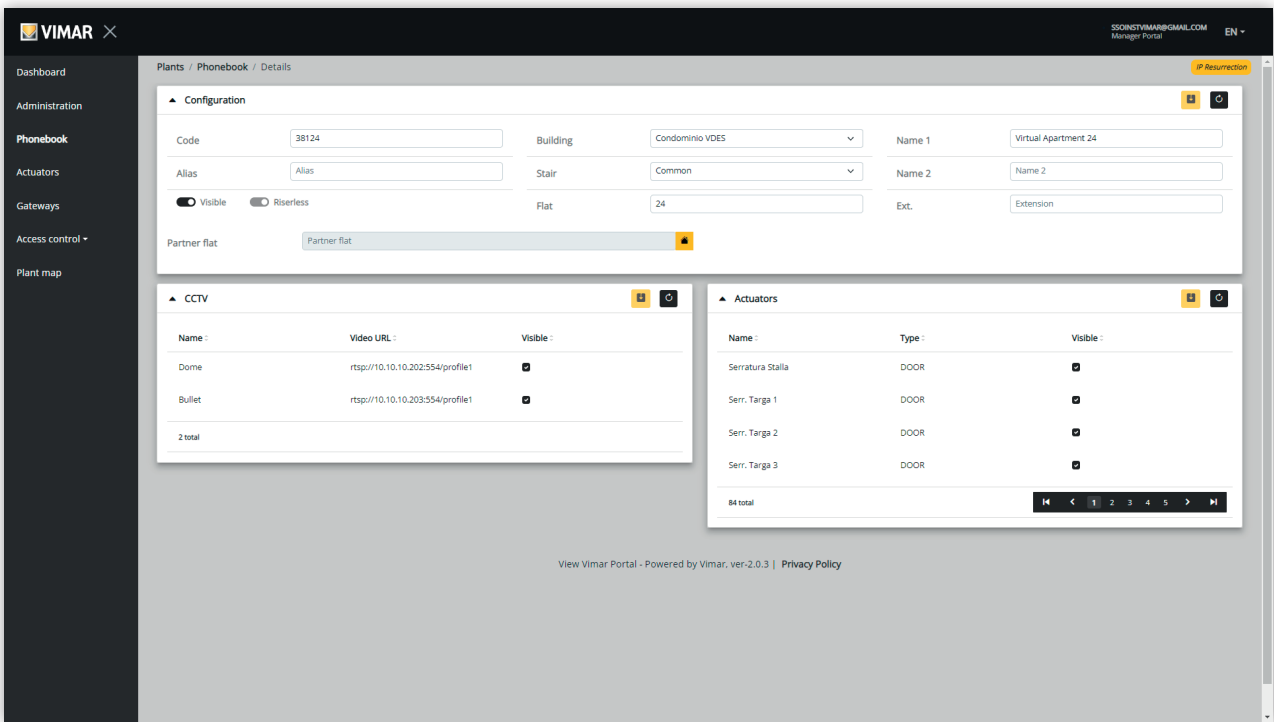 VIMAR
SSOINSTVIMAR@GMAIL.COM
Manager Portal
EN
Dashboard
Administration
Phonebook
Actuators
Gateways
Access control
Plant map
Plants / Phonebook / Details
IP Resurrection
Configuration
Code 38124 Building Condominio VDES Name 1 Virtual Apartment 24
Alias Alias Stair Common Name 2 Name 2
Visible Riserless Flat 24 Ext. Extension
Partner flat Partner flat
CCTV
Name Video URL Visible
Dome rtsp://10.10.10.202:554/profile1
Bullet rtsp://10.10.10.203:554/profile1
2 total
Actuators
Name Type Visible
Serratura Stalla DOOR
Serr. Targa 1 DOOR
Serr. Targa 2 DOOR
Serr. Targa 3 DOOR
84 total 1 2 3 4 5
View Vimar Portal - Powered by Vimar. ver-2.0.3 | Privacy Policy